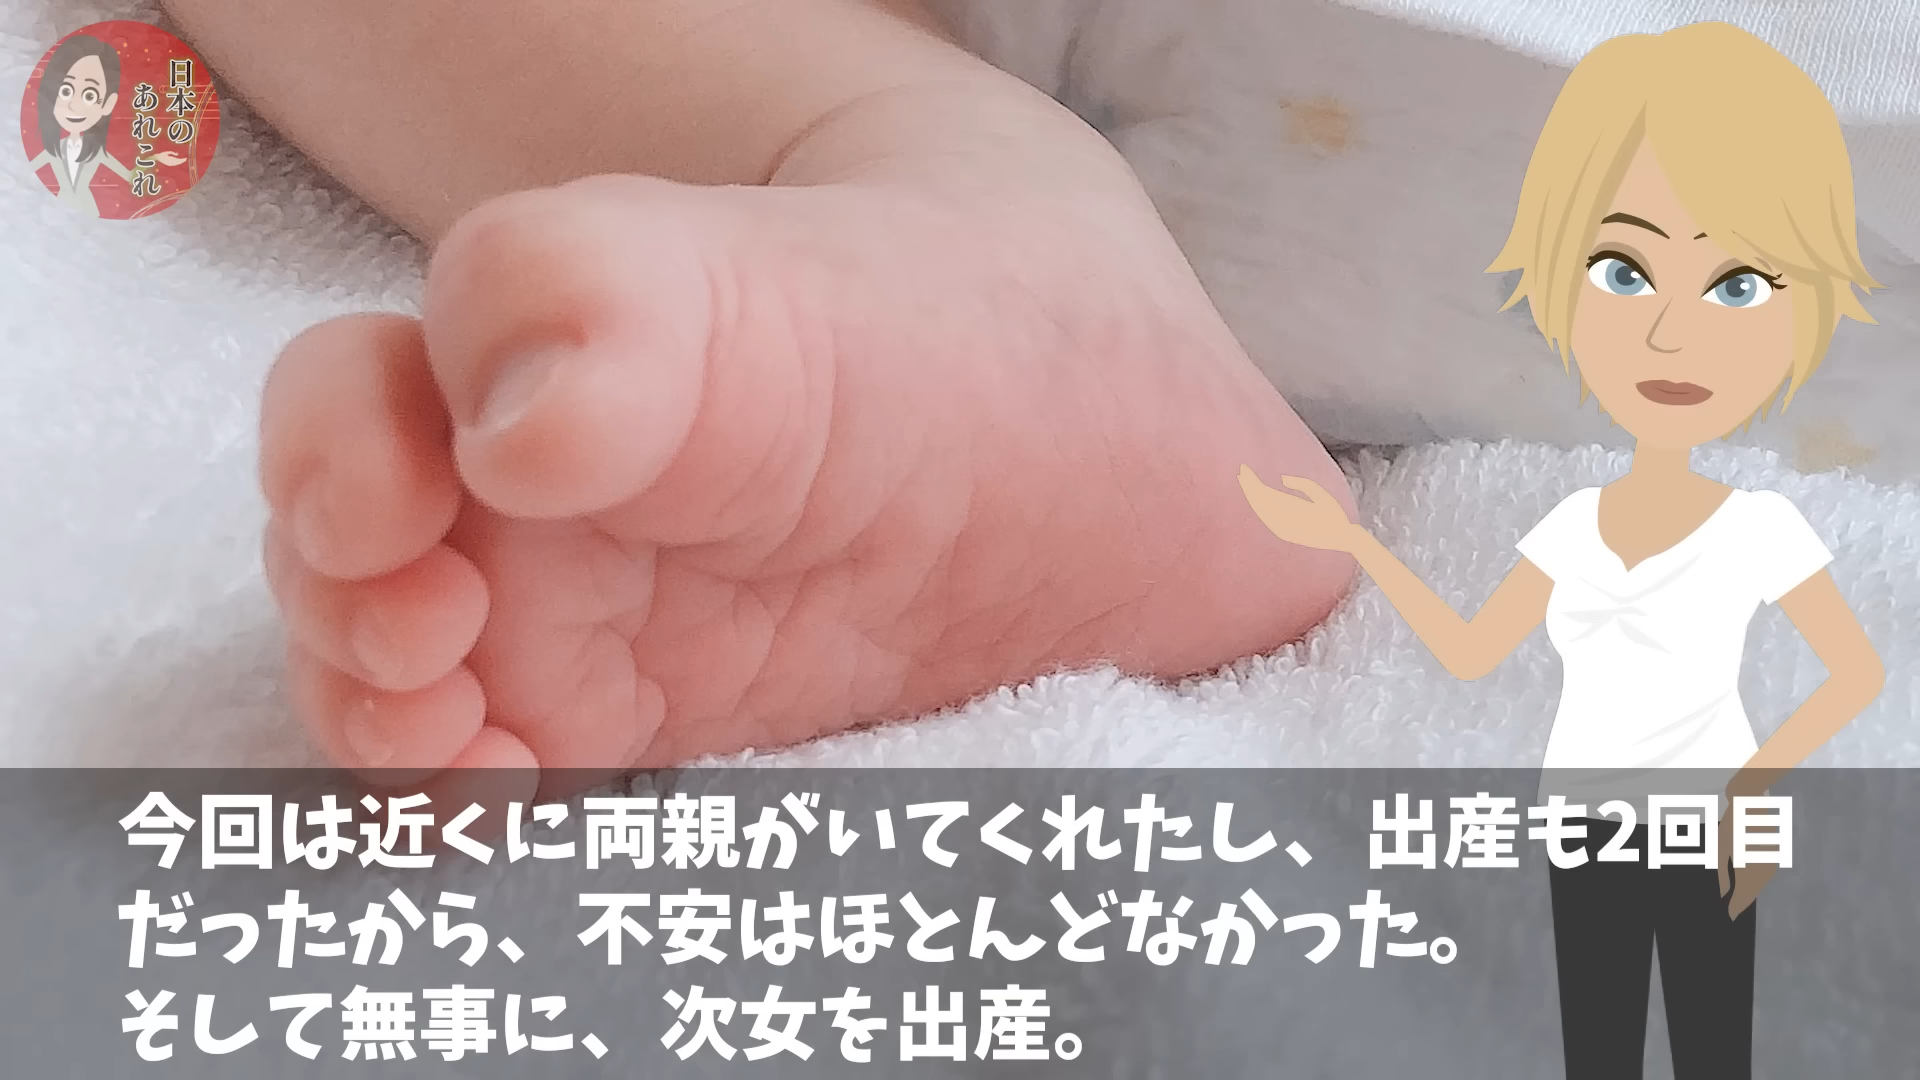 日本の
あれこれ
今回は近くに両親がいてくれたし、出産も2回目
だったから、不安はほとんどなかった。
そして無事に、次女を出産。